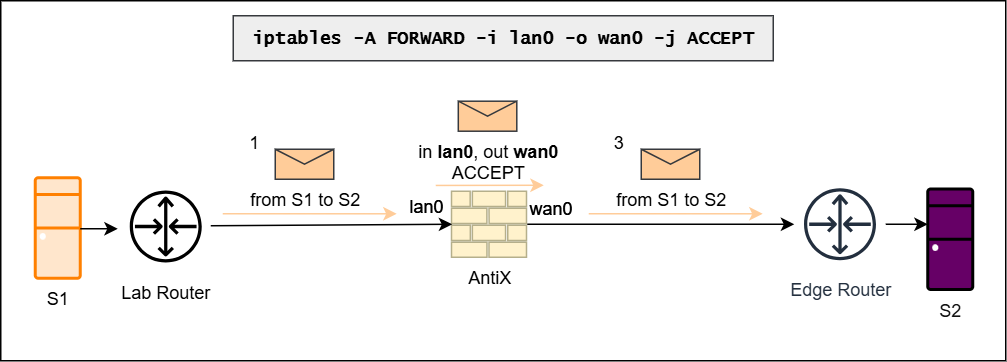 iptables -A FORWARD -i lan0 -o wan0 -j ACCEPT
1
3
in lan0, out wan0
ACCEPT
from S1 to S2
from S1 to S2
lan0
wan0
S1
Lab Router
AntiX
Edge Router
S2